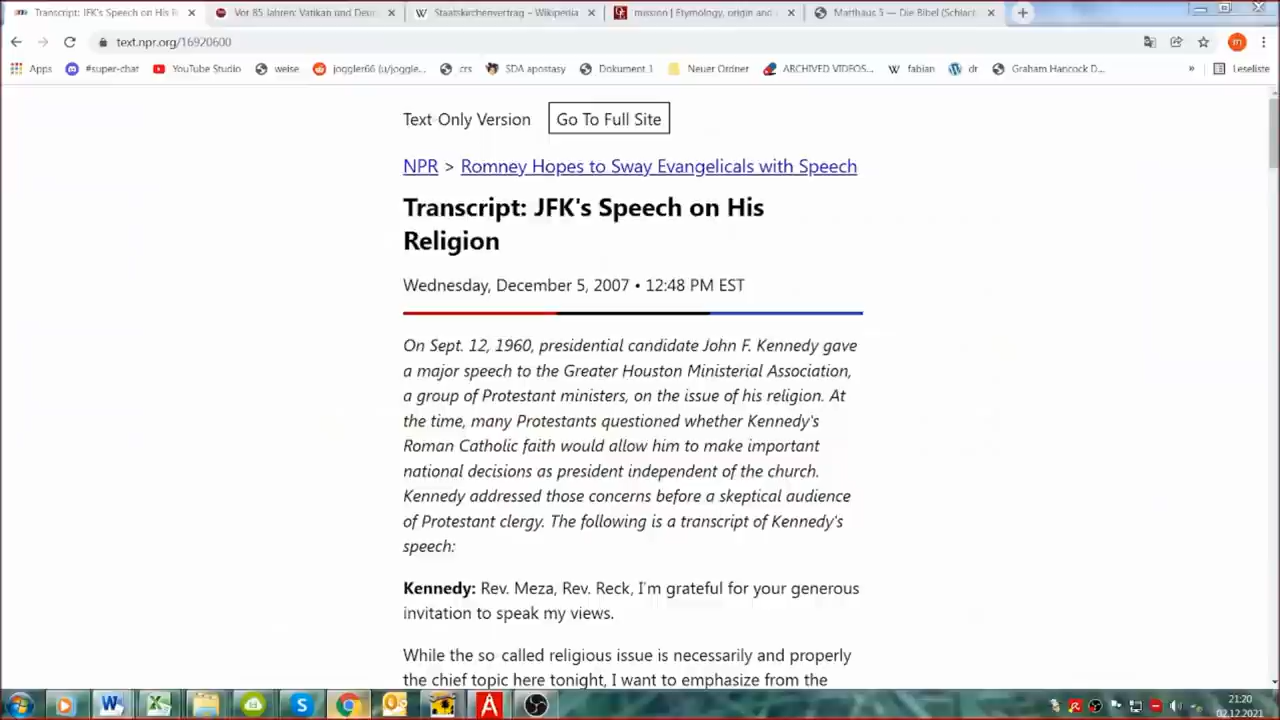 Transcript: JFK's Speech on His R
Vor 85 Jahren: Vatikan und Deut
Staatskirchenvertrag – Wikipedia
mission | Etymology, origin and
Matthäus 5 — Die Bibel (Schlach
text.npr.org/16920600
m
Apps
#super-chat
YouTube Studio
weise
joggler66 (u/joggle...
crs
SDA apostasy
Dokument 1
Neuer Ordner
ARCHIVED VIDEOS...
fabian
dr
Graham Hancock D...
»
Leseliste
Text-Only Version
Go To Full Site
NPR > Romney Hopes to Sway Evangelicals with Speech
Transcript: JFK's Speech on His
Religion
Wednesday, December 5, 2007 • 12:48 PM EST
On Sept. 12, 1960, presidential candidate John F. Kennedy gave
a major speech to the Greater Houston Ministerial Association,
a group of Protestant ministers, on the issue of his religion. At
the time, many Protestants questioned whether Kennedy's
Roman Catholic faith would allow him to make important
national decisions as president independent of the church.
Kennedy addressed those concerns before a skeptical audience
of Protestant clergy. The following is a transcript of Kennedy's
speech:
Kennedy: Rev. Meza, Rev. Reck, I'm grateful for your generous
invitation to speak my views.
While the so-called religious issue is necessarily and properly
the chief topic here tonight, I want to emphasize from the
21:20
02.12.2021